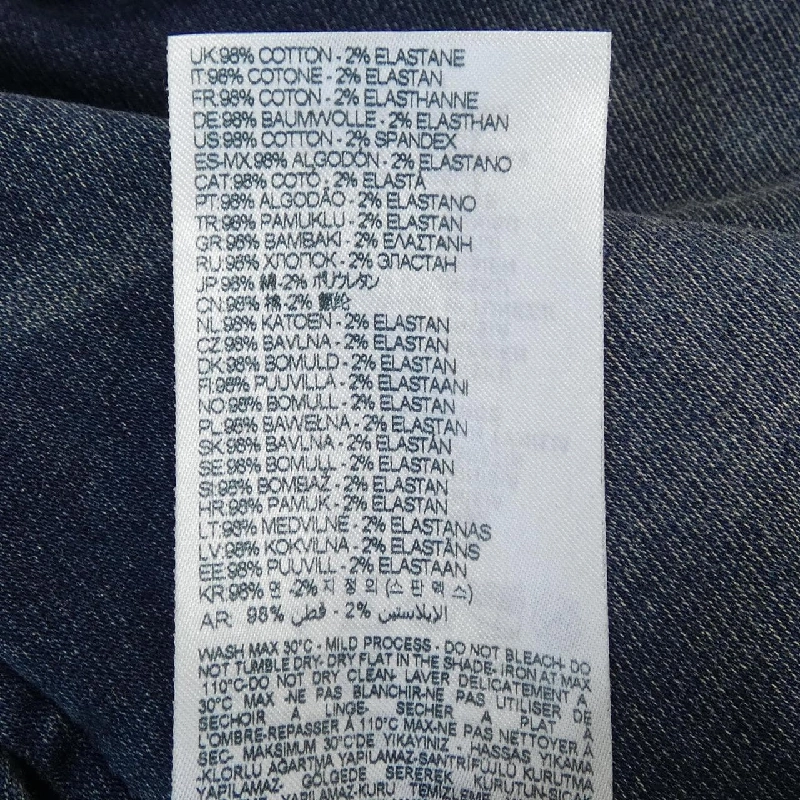 UK:98% COTTON - 2% ELASTANE
IT:98% COTONE - 2% ELASTAN
FR:98% COTON - 2% ELASTHANNE
DE:98% BAUMWOLLE - 2% ELASTHAN
US:98% COTTON - 2% SPANDEX
ES-MX:98% ALGODÓN - 2% ELASTANO
CAT:98% COTÓ - 2% ELASTÀ
PT:98% ALGODÃO - 2% ELASTANO
TR:98% PAMUKLU - 2% ELASTAN
GR:98% ΒΑΜΒΑΚΙ - 2% ΕΛΑΣΤΑΝΗ
RU:98% ХЛОПОК - 2% ЭЛАСТАН
JP:98% 綿 -2% ポリウレタン
CN:98% 棉 -2% 氨纶
NL:98% KATOEN - 2% ELASTAN
CZ:98% BAVLNA - 2% ELASTAN
DK:98% BOMULD - 2% ELASTAN
FI:98% PUUVILLA - 2% ELASTAANI
NO:98% BOMULL - 2% ELASTAN
PL:98% BAWEŁNA - 2% ELASTAN
SK:98% BAVLNA - 2% ELASTAN
SE:98% BOMULL - 2% ELASTAN
SI:98% BOMBAŽ - 2% ELASTAN
HR:98% PAMUK - 2% ELASTAN
LT:98% MEDVILNĖ - 2% ELASTANAS
LV:98% KOKVILNA - 2% ELASTĀNS
EE:98% PUUVILL - 2% ELASTAAN
KR:98% 면 -2% 지 정 의 (스 판 덱 스)
AR: 98% قطن - 2% الإيلاستين
WASH MAX 30°C - MILD PROCESS - DO NOT BLEACH- DO
NOT TUMBLE DRY- DRY FLAT IN THE SHADE- IRON AT MAX
110°C-DO NOT DRY CLEAN- LAVER DELICATEMENT A
30°C MAX -NE PAS BLANCHIR-NE PAS UTILISER DE
SECHOIR A LINGE- SECHER A PLAT A
L'OMBRE-REPASSER À 110°C MAX-NE PAS NETTOYER À
SEC- MAKSIMUM 30°C'DE YIKAYINIZ - HASSAS YIKAMA
-KLORLU AGARTMA YAPILAMAZ-SANTRİFÜJLÜ KURUTMA
YAPILAMAZ- GÖLGEDE SEREREK KURUTUN-SICAK
YAPILAMAZ-KURU TEMİZLEME